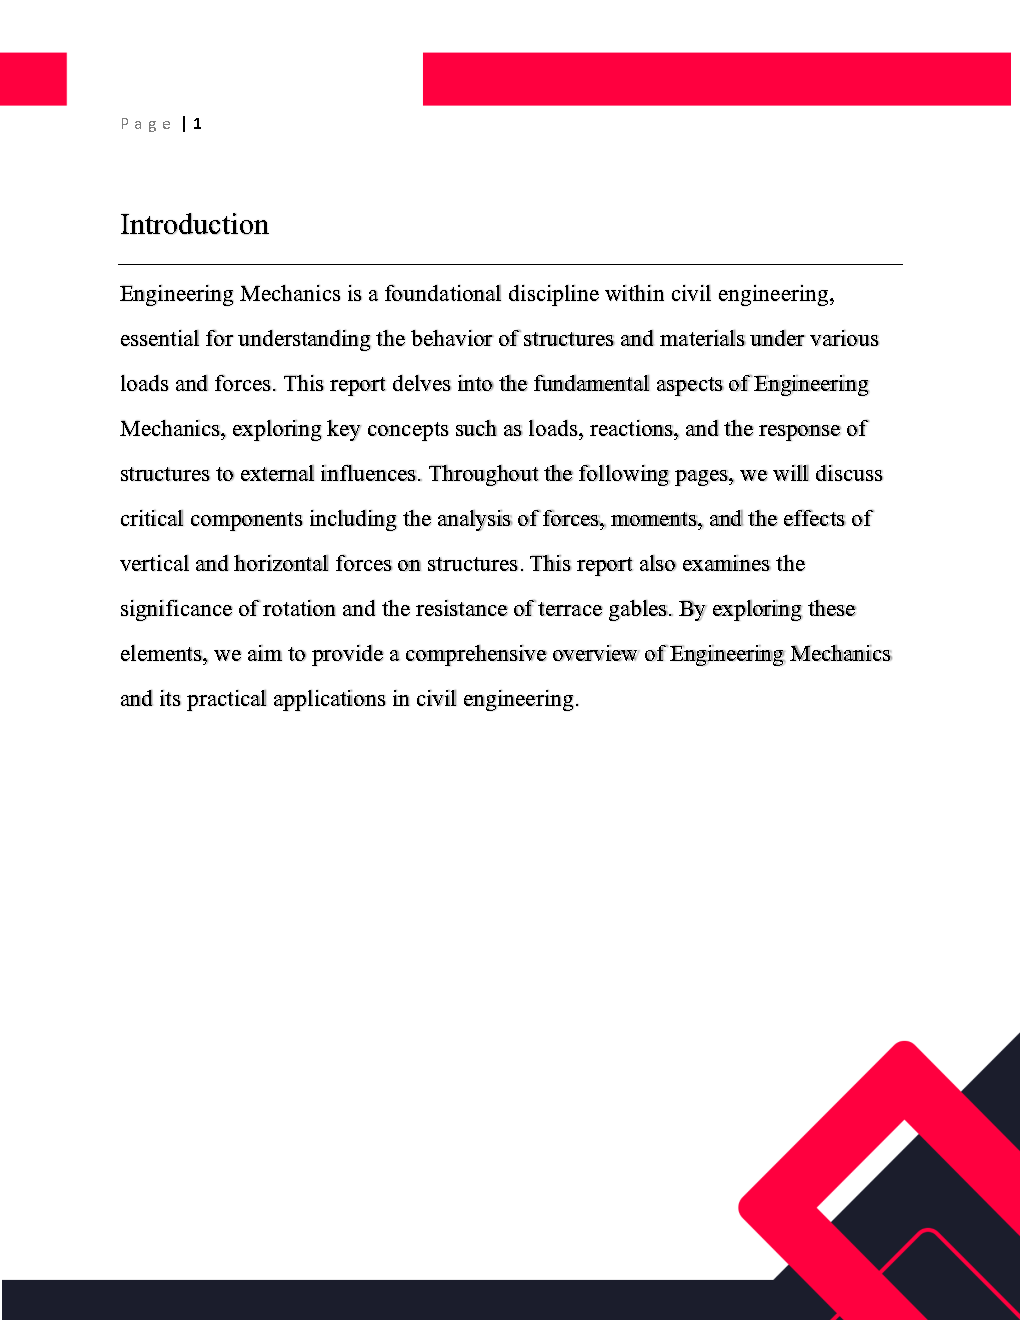 Page | 1
Introduction
Engineering Mechanics is a foundational discipline within civil engineering,
essential for understanding the behavior of structures and materials under various
loads and forces. This report delves into the fundamental aspects of Engineering
Mechanics, exploring key concepts such as loads, reactions, and the response of
structures to external influences. Throughout the following pages, we will discuss
critical components including the analysis of forces, moments, and the effects of
vertical and horizontal forces on structures. This report also examines the
significance of rotation and the resistance of terrace gables. By exploring these
elements, we aim to provide a comprehensive overview of Engineering Mechanics
and its practical applications in civil engineering.